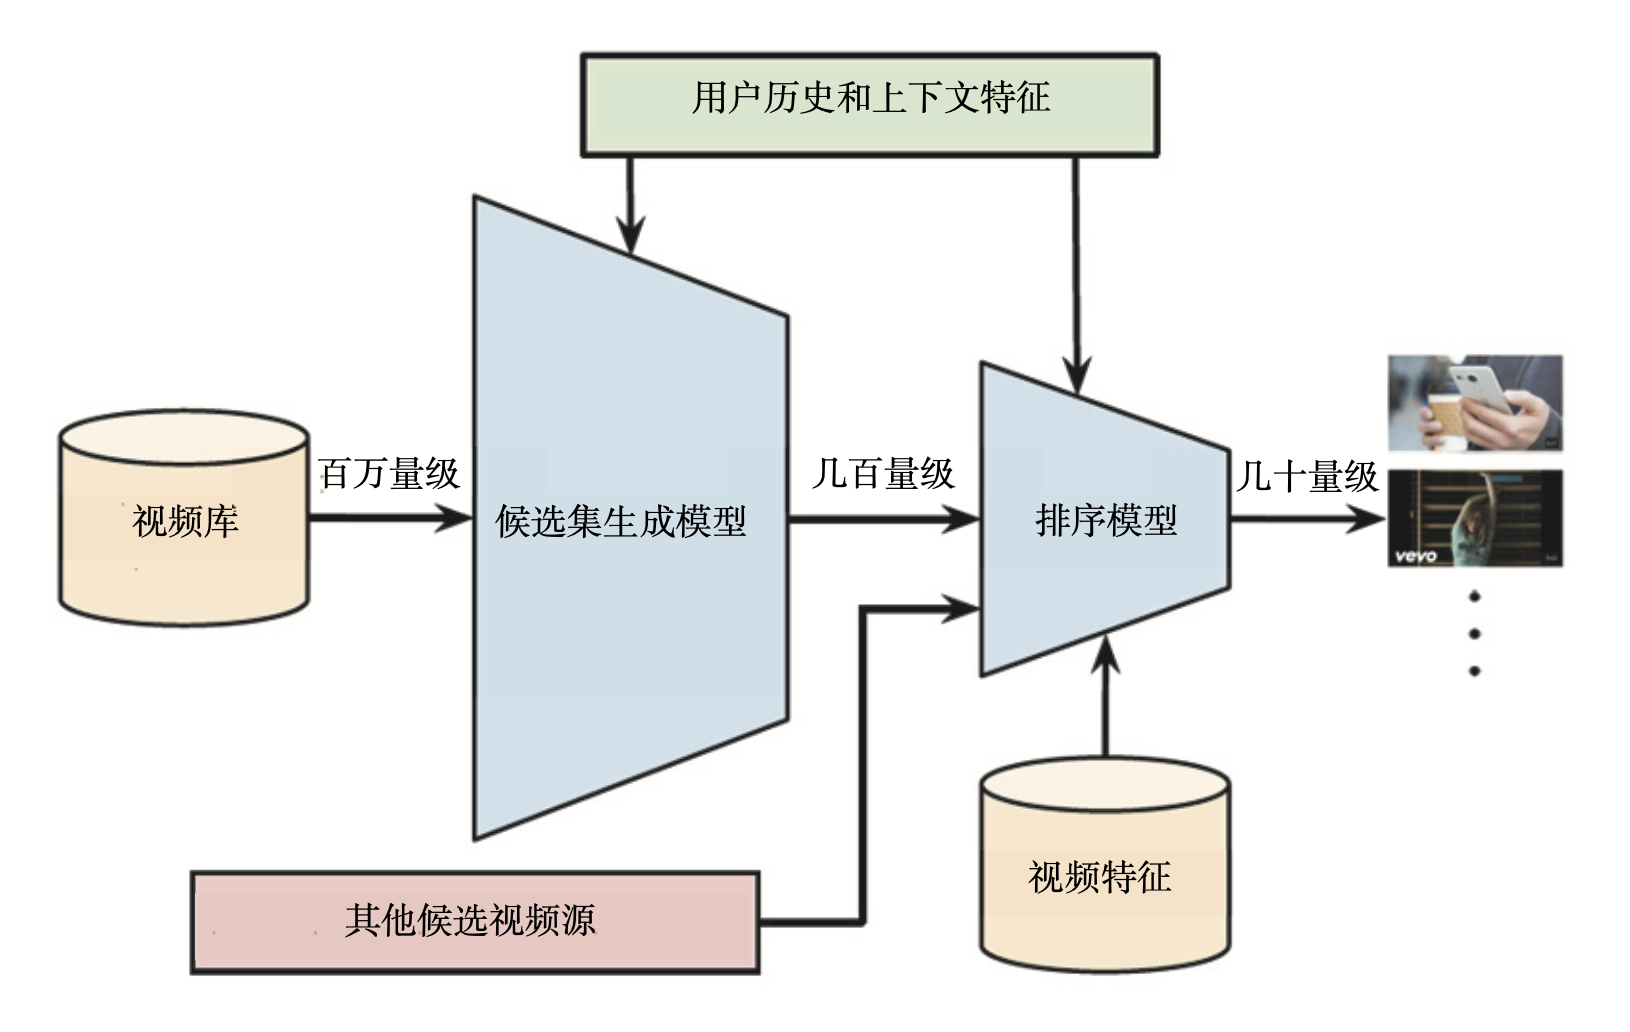 用户历史和上下文特征
百万量级
几百量级
几十量级
视频库
候选集生成模型
排序模型
vevo
视频特征
其他候选视频源